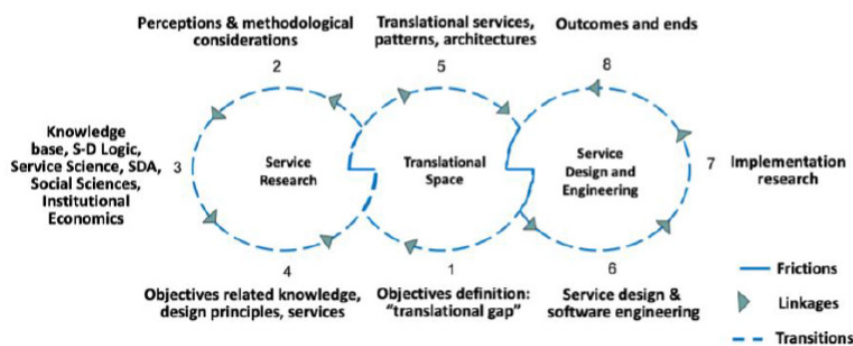 Perceptions & methodological
considerations
2
Translational services,
patterns, architectures
5
Outcomes and ends
8
Knowledge
base, S-D Logic,
Service Science, SDA,
Social Sciences,
Institutional
Economics
3
Service
Research
Translational
Space
Service
Design and
Engineering
7
Implementation
research
4
Objectives related knowledge,
design principles, services
1
Objectives definition:
"translational gap"
6
Service design &
software engineering
Frictions
Linkages
Transitions